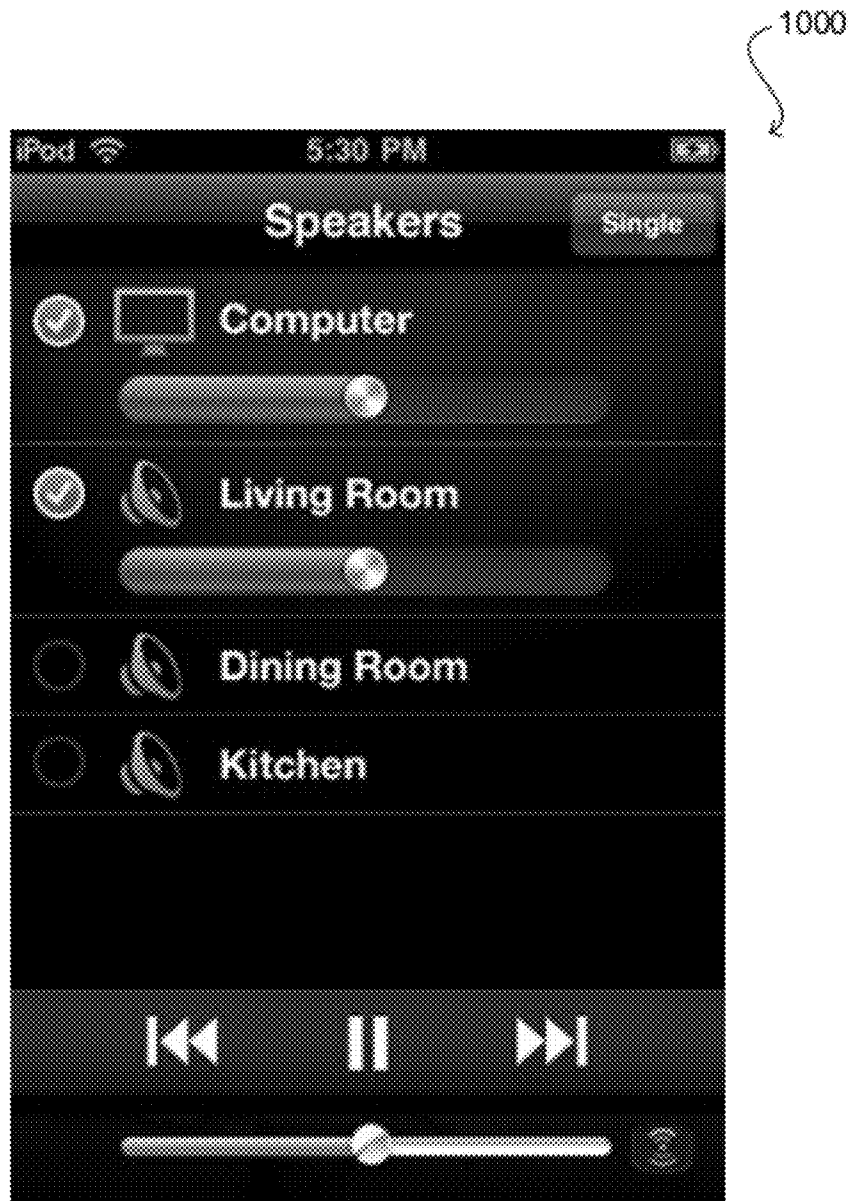 1000
iPod 5:30 PM
Speakers Single
Computer
Living Room
Dining Room
Kitchen